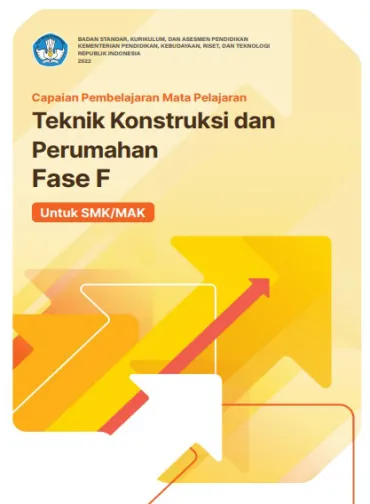 BADAN STANDAR, KURIKULUM, DAN ASESMEN PENDIDIKAN
KEMENTERIAN PENDIDIKAN, KEBUDAYAAN, RISET, DAN TEKNOLOGI
REPUBLIK INDONESIA
2022
Capaian Pembelajaran Mata Pelajaran
Teknik Konstruksi dan
Perumahan
Fase F
Untuk SMK/MAK